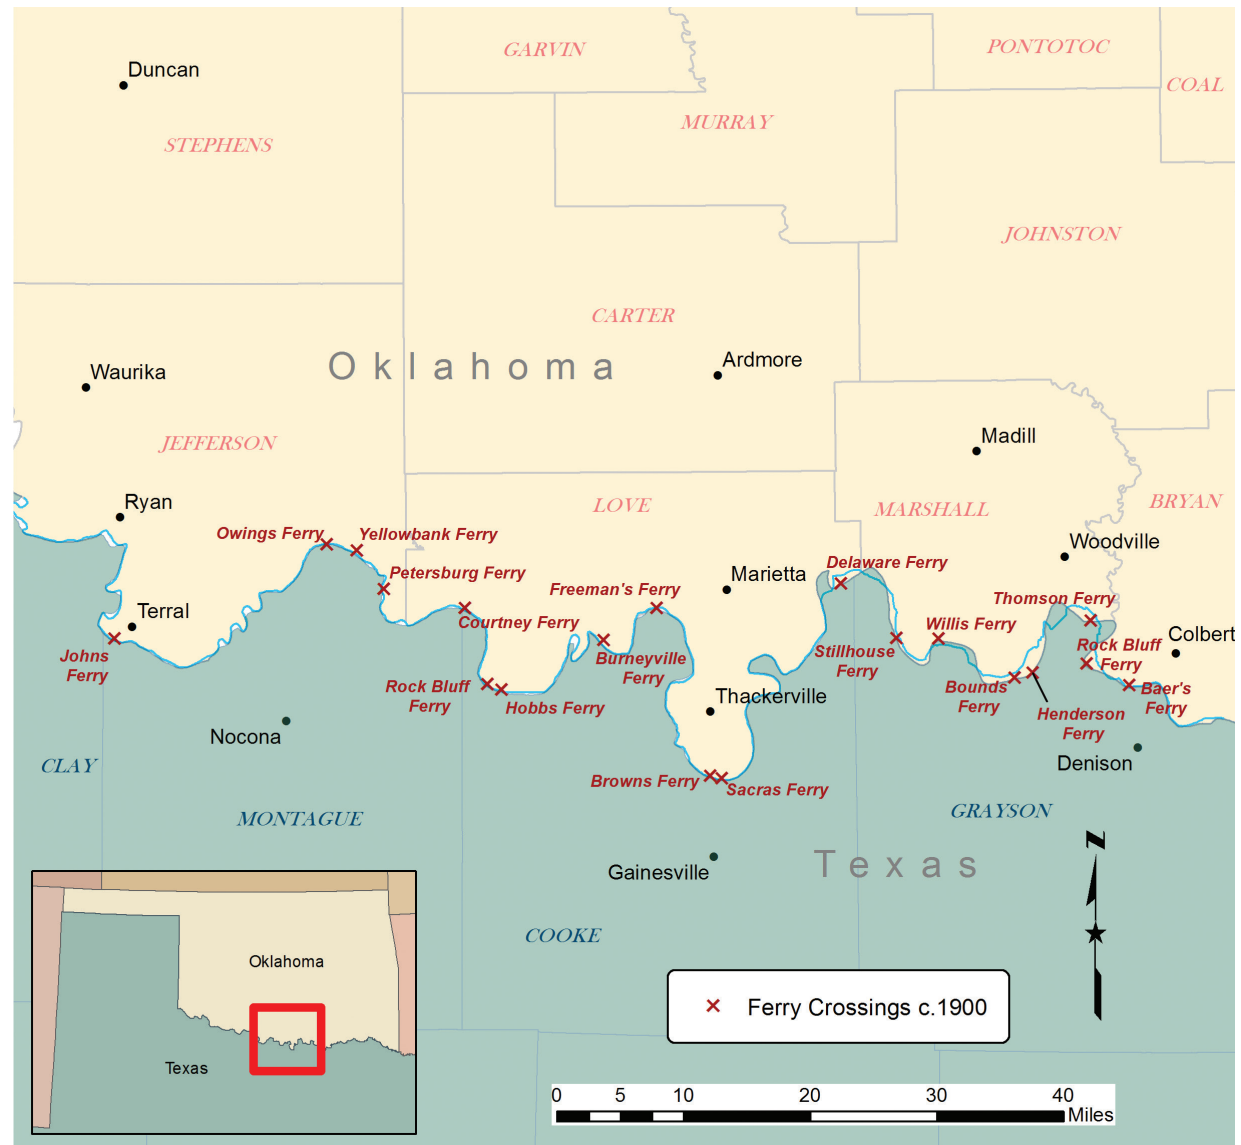 GARVIN
PONTOTOC
Duncan
COAL
MURRAY
STEPHENS
JOHNSTON
CARTER
Oklahoma
Ardmore
Waurika
Madill
JEFFERSON
Ryan
LOVE
MARSHALL
BRYAN
Owings Ferry
Yellowbank Ferry
Woodville
Delaware Ferry
Petersburg Ferry
Marietta
Freeman's Ferry
Thomson Ferry
Terral
Courtney Ferry
Willis Ferry
Colbert
Johns
Ferry
Burneyville
Ferry
Stillhouse
Ferry
Rock Bluff
Ferry
Rock Bluff
Ferry
Hobbs Ferry
Thackerville
Bounds
Ferry
Baer's
Ferry
Henderson
Ferry
Nocona
Denison
CLAY
Browns Ferry
Sacras Ferry
MONTAGUE
GRAYSON
N
Gainesville
Texas
COOKE
Oklahoma
Texas
Ferry Crossings c.1900
0 5 10 20 30 40
Miles